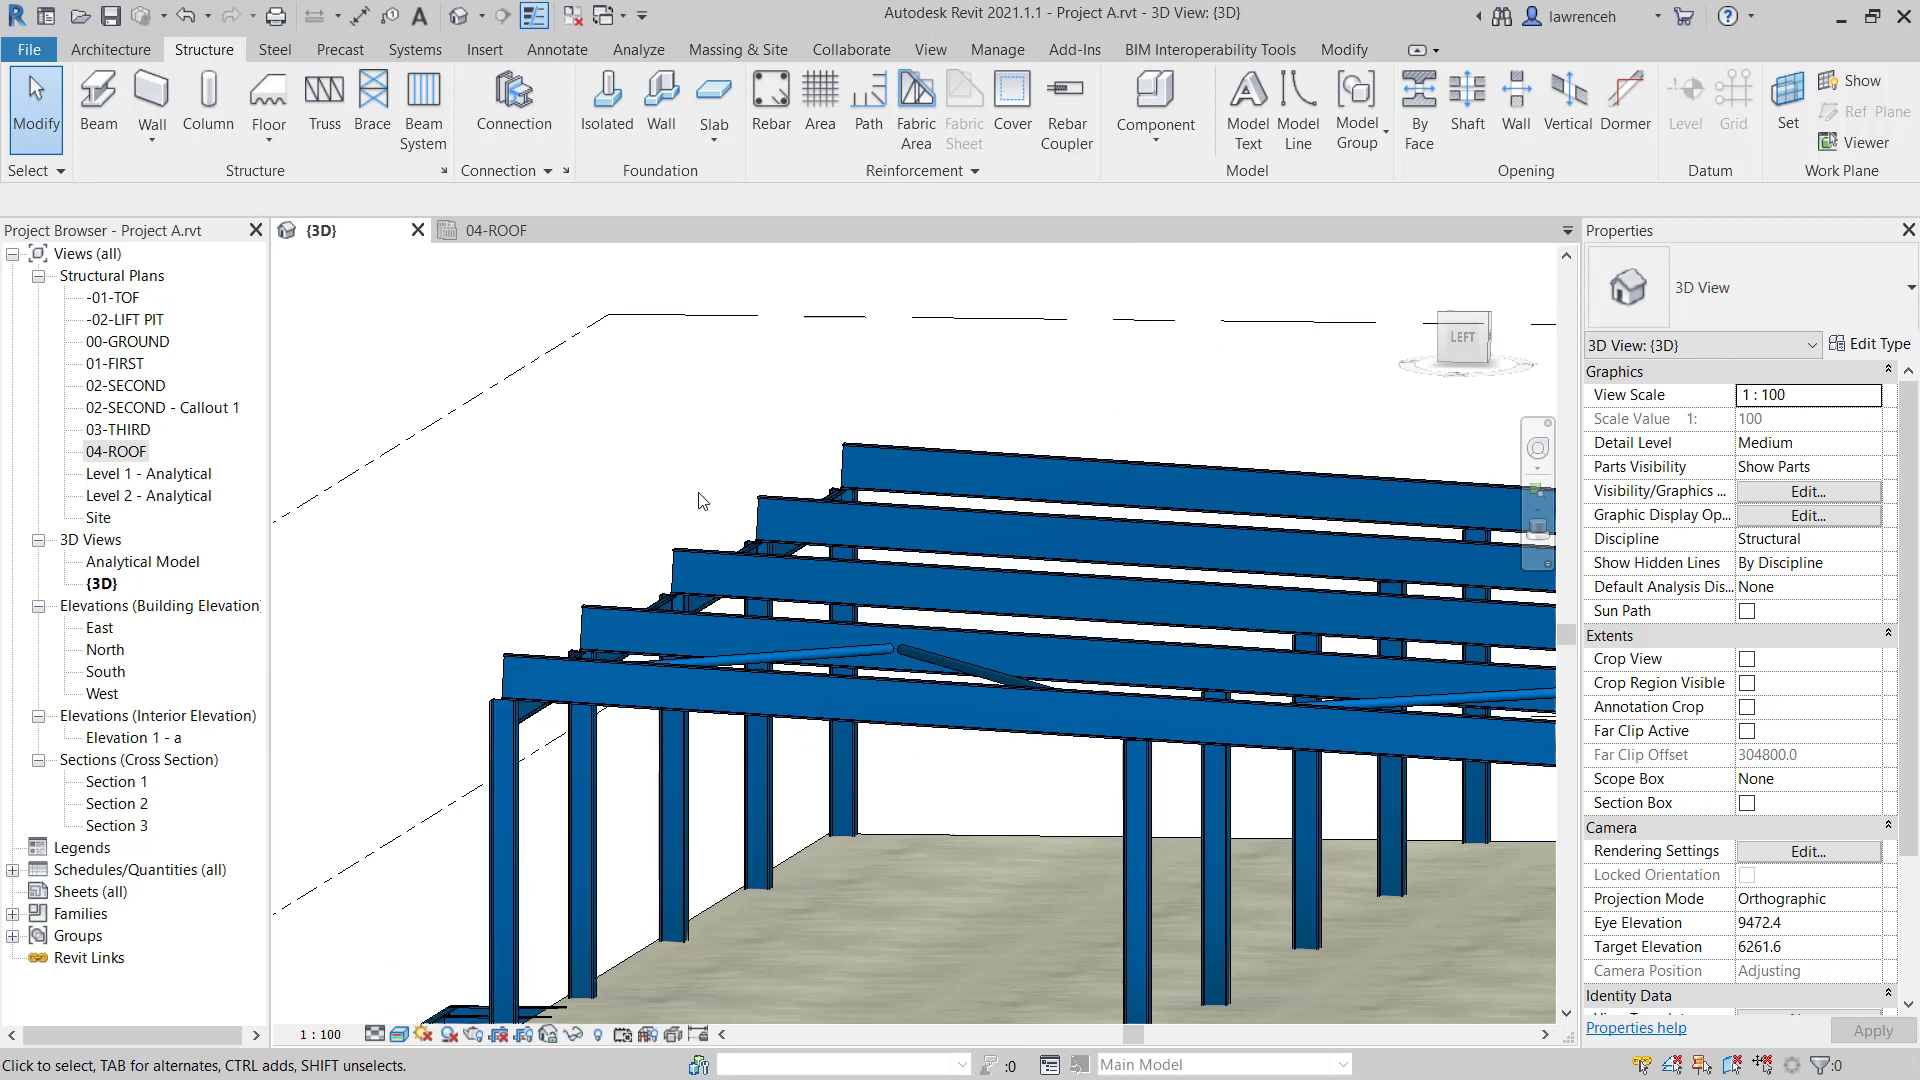 Autodesk Revit 2021.1.1 - Project A.rvt - 3D View: {3D}
lawrenceh
File Architecture Structure Steel Precast Systems Insert Annotate Analyze Massing & Site Collaborate View Manage Add-Ins BIM Interoperability Tools Modify
Modify
Beam
Wall
Column
Floor
Truss
Brace
Beam
System
Connection
Isolated
Wall
Slab
Rebar
Area
Path
Fabric
Area
Fabric
Sheet
Cover
Rebar
Coupler
Component
Model
Text
Model
Line
Model
Group
By
Face
Shaft
Wall
Vertical
Dormer
Level
Grid
Set
Show
Ref Plane
Viewer
Select
Structure
Connection
Foundation
Reinforcement
Model
Opening
Datum
Work Plane
Project Browser - Project A.rvt
Views (all)
Structural Plans
-01-TOF
-02-LIFT PIT
00-GROUND
01-FIRST
02-SECOND
02-SECOND - Callout 1
03-THIRD
04-ROOF
Level 1 - Analytical
Level 2 - Analytical
Site
3D Views
Analytical Model
{3D}
Elevations (Building Elevation)
East
North
South
West
Elevations (Interior Elevation)
Elevation 1 - a
Sections (Cross Section)
Section 1
Section 2
Section 3
Legends
Schedules/Quantities (all)
Sheets (all)
Families
Groups
Revit Links
{3D}
04-ROOF
LEFT
1 : 100
Properties
3D View
3D View: {3D}
Edit Type
Graphics
View Scale 1 : 100
Scale Value 1: 100
Detail Level Medium
Parts Visibility Show Parts
Visibility/Graphics ... Edit...
Graphic Display Op... Edit...
Discipline Structural
Show Hidden Lines By Discipline
Default Analysis Dis... None
Sun Path
Extents
Crop View
Crop Region Visible
Annotation Crop
Far Clip Active
Far Clip Offset 304800.0
Scope Box None
Section Box
Camera
Rendering Settings Edit...
Locked Orientation
Projection Mode Orthographic
Eye Elevation 9472.4
Target Elevation 6261.6
Camera Position Adjusting
Identity Data
Properties help
Apply
Click to select, TAB for alternates, CTRL adds, SHIFT unselects.
:0
Main Model
:0